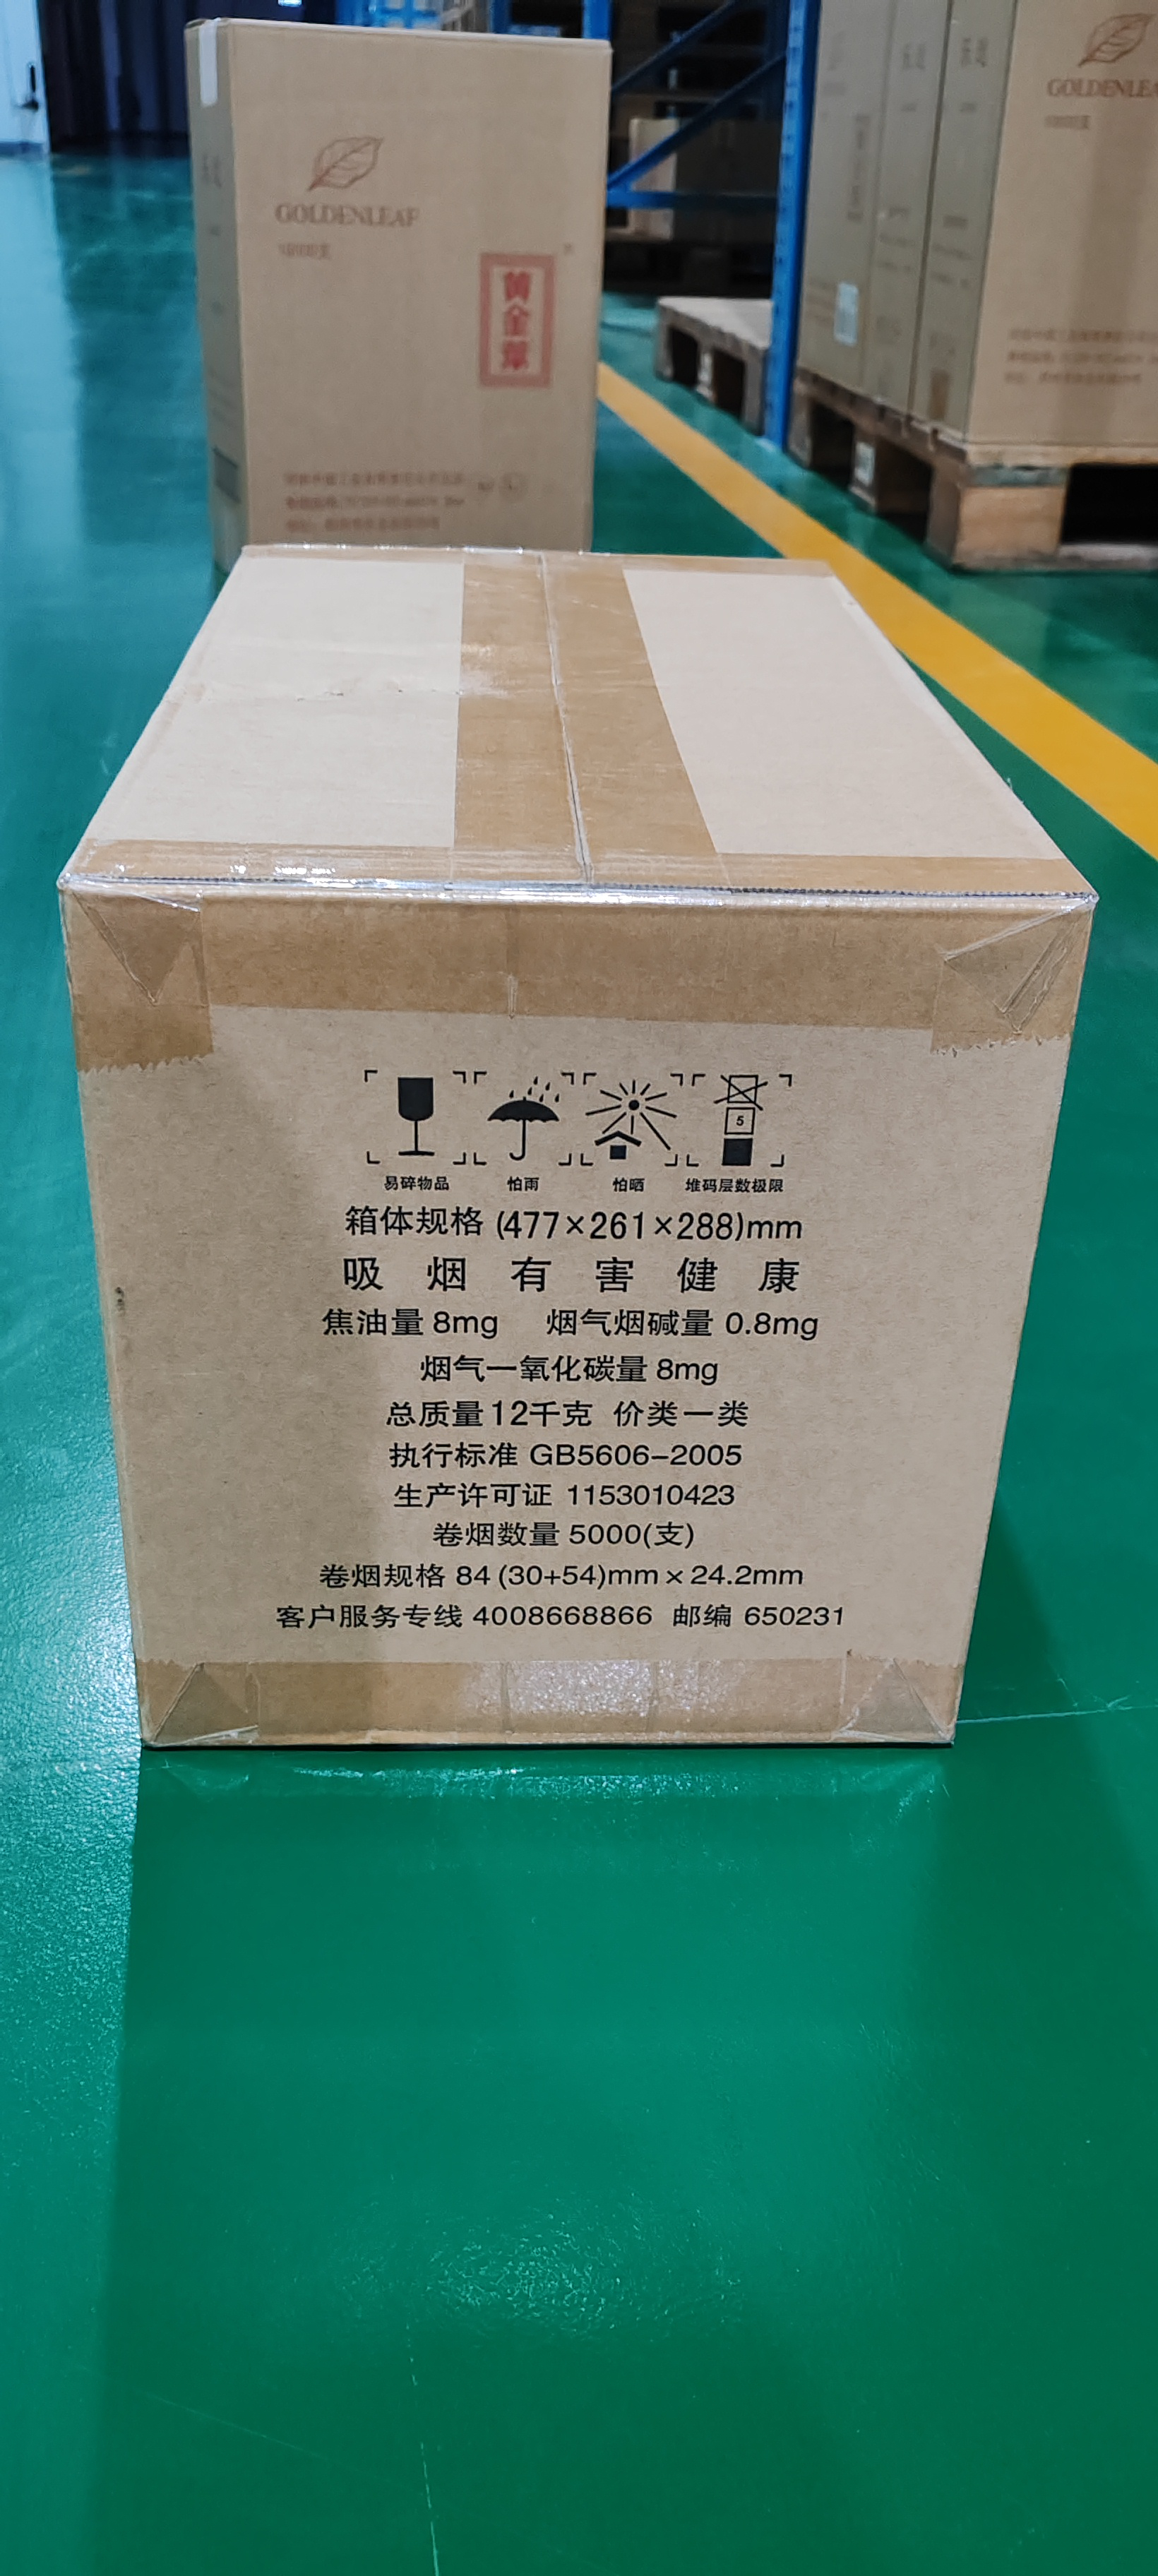 GOLDENLEAF
黄金叶
GOLDENLEA
5
易碎物品 怕雨 怕晒 堆码层数极限
箱体规格 (477×261×288)mm
吸烟有害健康
焦油量 8mg 烟气烟碱量 0.8mg
烟气一氧化碳量 8mg
总质量 12千克 价类一类
执行标准 GB5606-2005
生产许可证 1153010423
卷烟数量 5000(支)
卷烟规格 84 (30+54)mm × 24.2mm
客户服务专线 4008668866 邮编 650231